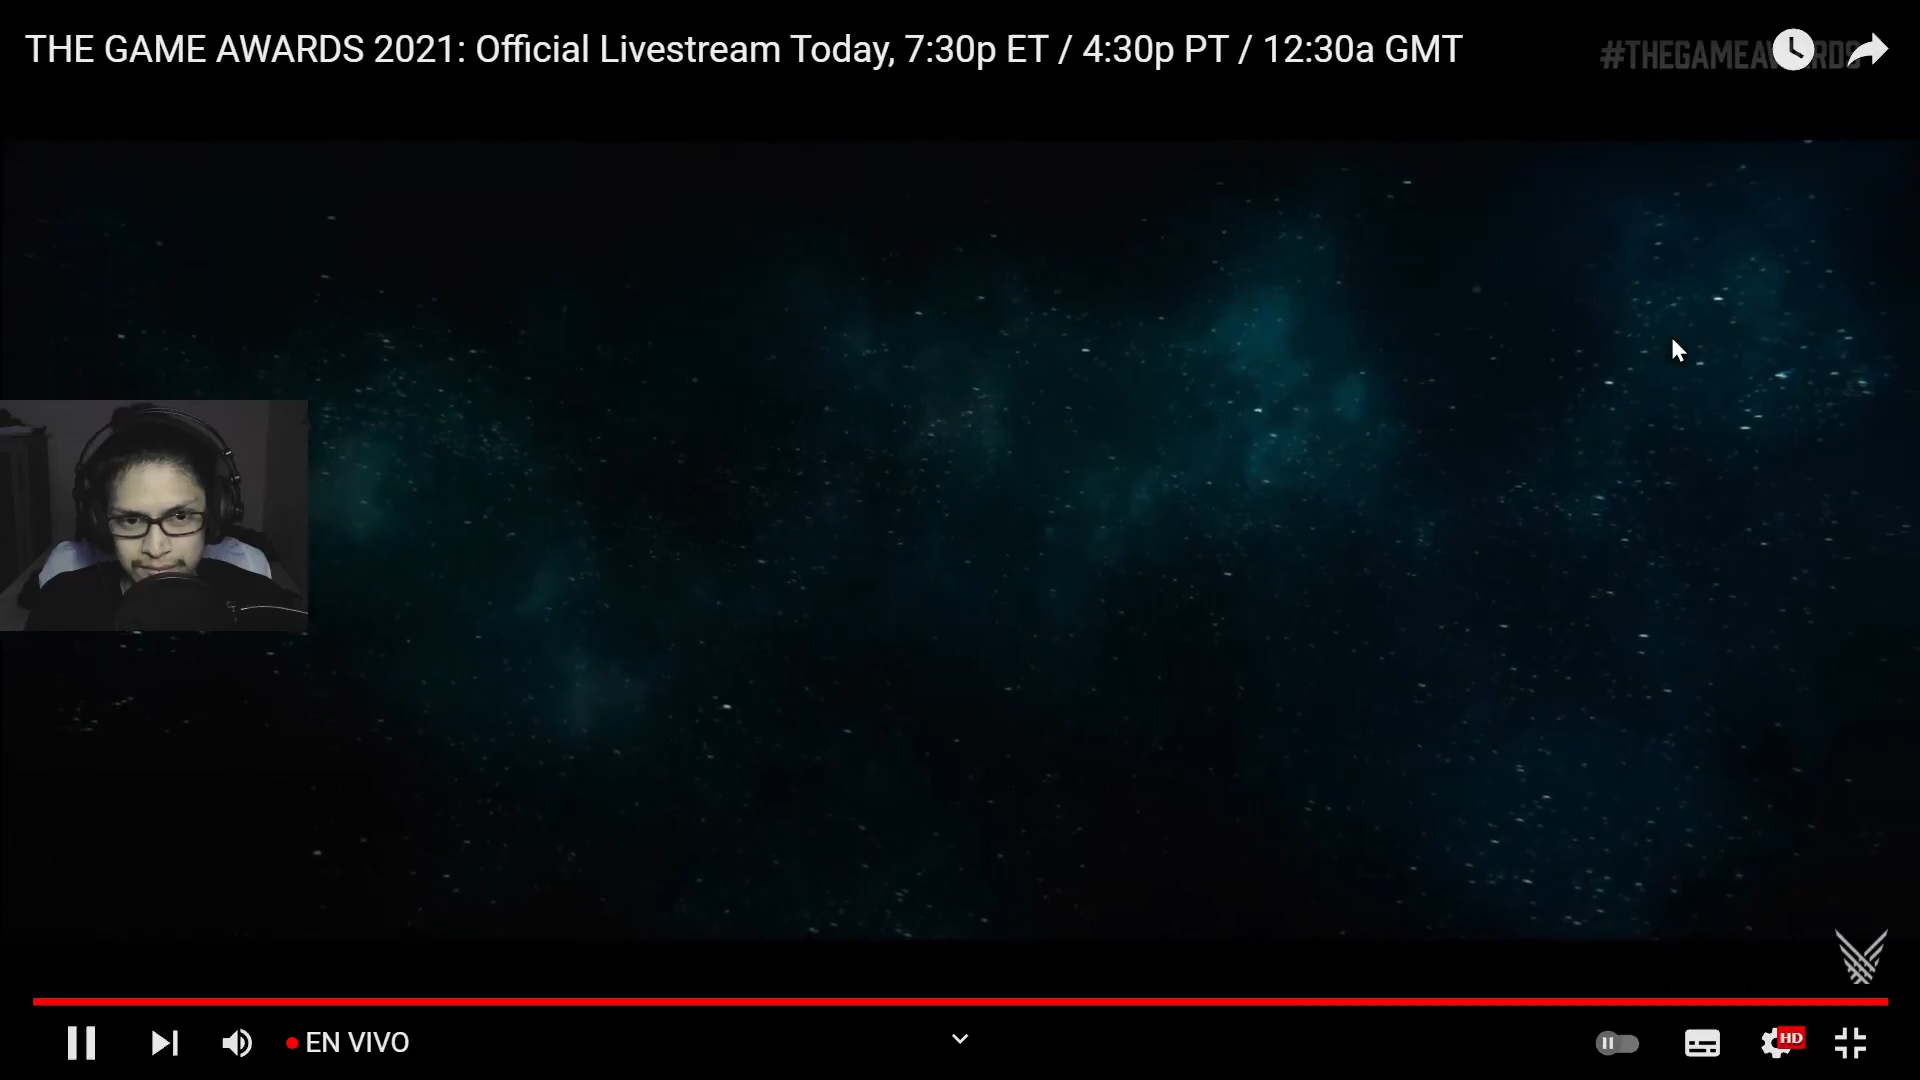 THE GAME AWARDS 2021: Official Livestream Today, 7:30p ET / 4:30p PT / 12:30a GMT
#THEGAMEAWARDS
EN VIVO
HD